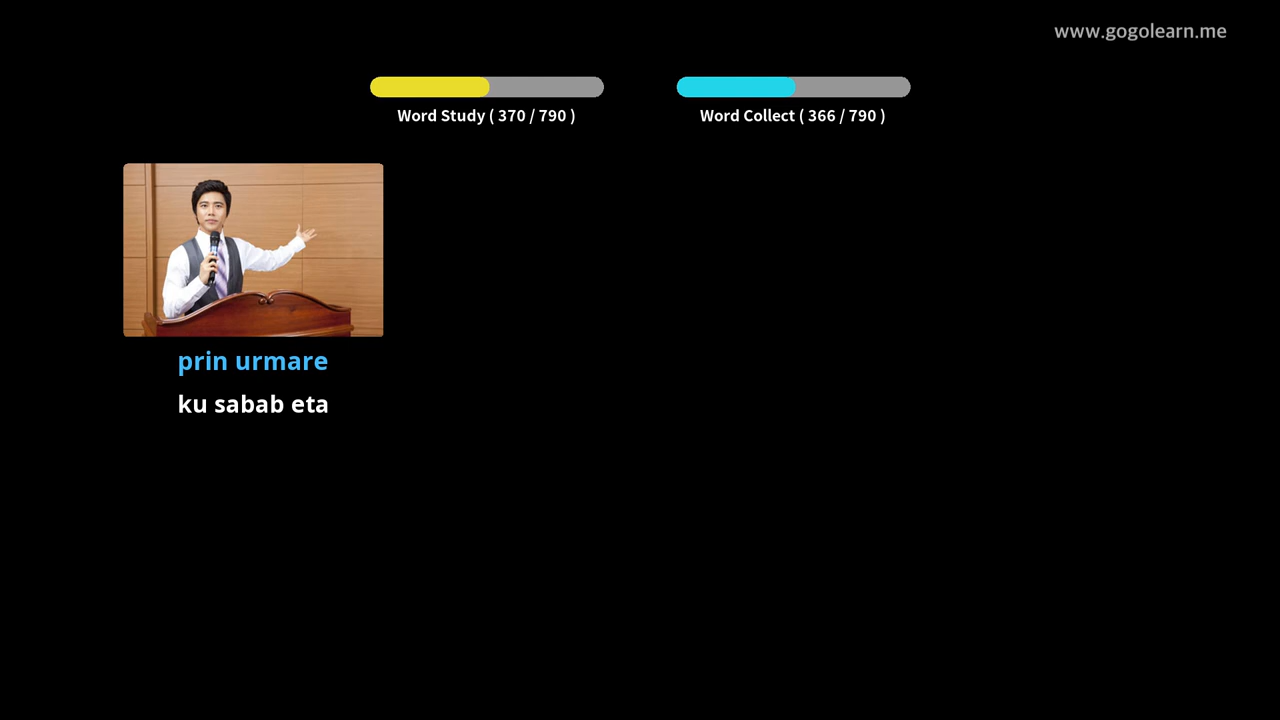 www.gogolearn.me
Word Study ( 370 / 790 )
Word Collect ( 366 / 790 )
prin urmare
ku sabab eta